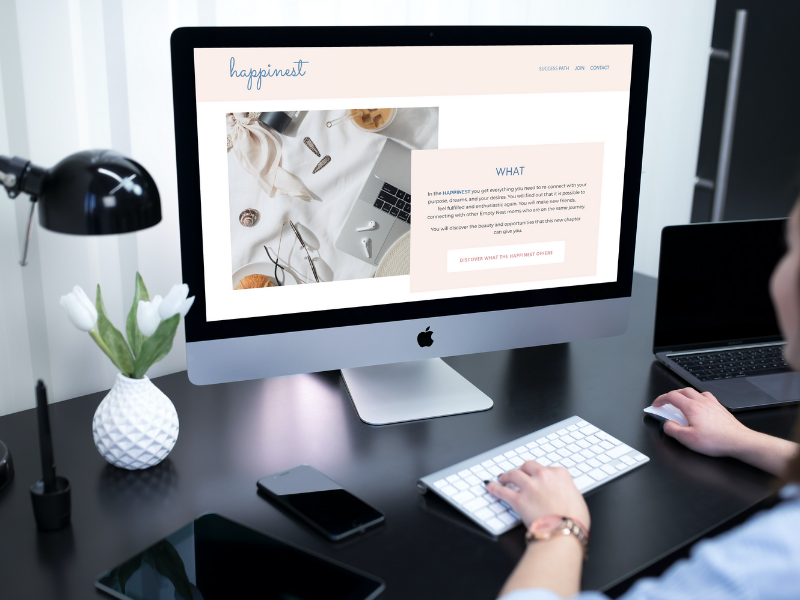 happinest
SUCCESS PATH JOIN CONTACT
WHAT
In the HAPPINEST you get everything you need to re-connect with your
purpose, dreams, and your desires. You will find out that it is possible to
feel fulfilled and enthusiastic again. You will make new friends,
connecting with other Empty Nest moms who are on the same journey.
You will discover the beauty and opportunities that this new chapter
can give you.
DISCOVER WHAT THE HAPPINEST OFFERS